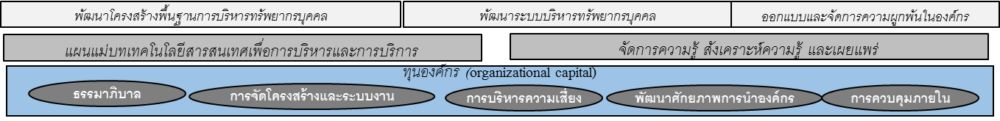 พัฒนาโครงสร้างพื้นฐานการบริหารทรัพยากรบุคคล
พัฒนาระบบบริหารทรัพยากรบุคคล
ออกแบบและจัดการความผูกพันในองค์กร
แผนแม่บทเทคโนโลยีสารสนเทศเพื่อการบริหารและการบริการ
จัดการความรู้ สังเคราะห์ความรู้ และเผยแพร่
ทุนองค์กร (organizational capital)
ธรรมาภิบาล
การจัดโครงสร้างและระบบงาน
การบริหารความเสี่ยง
พัฒนาศักยภาพการนำองค์กร
การควบคุมภายใน